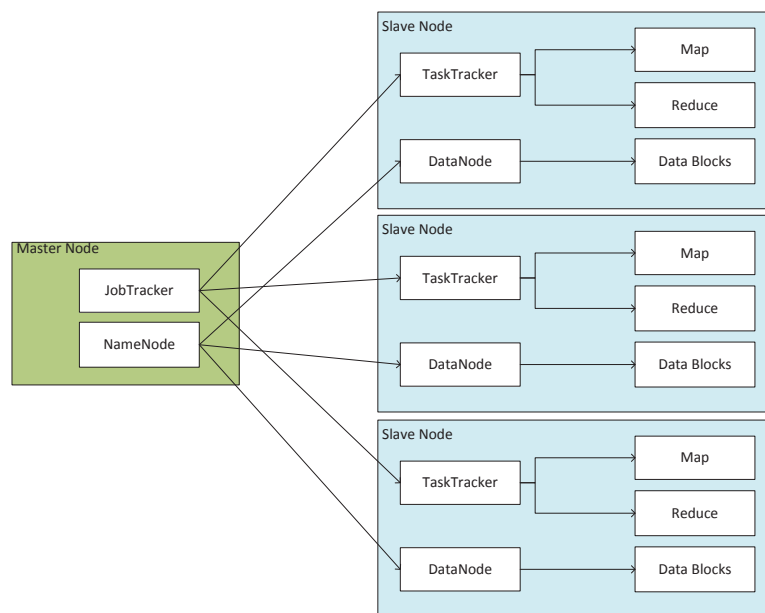 Slave Node
TaskTracker
Map
Reduce
DataNode
Data Blocks
Master Node
JobTracker
NameNode
Slave Node
TaskTracker
Map
Reduce
DataNode
Data Blocks
Slave Node
TaskTracker
Map
Reduce
DataNode
Data Blocks